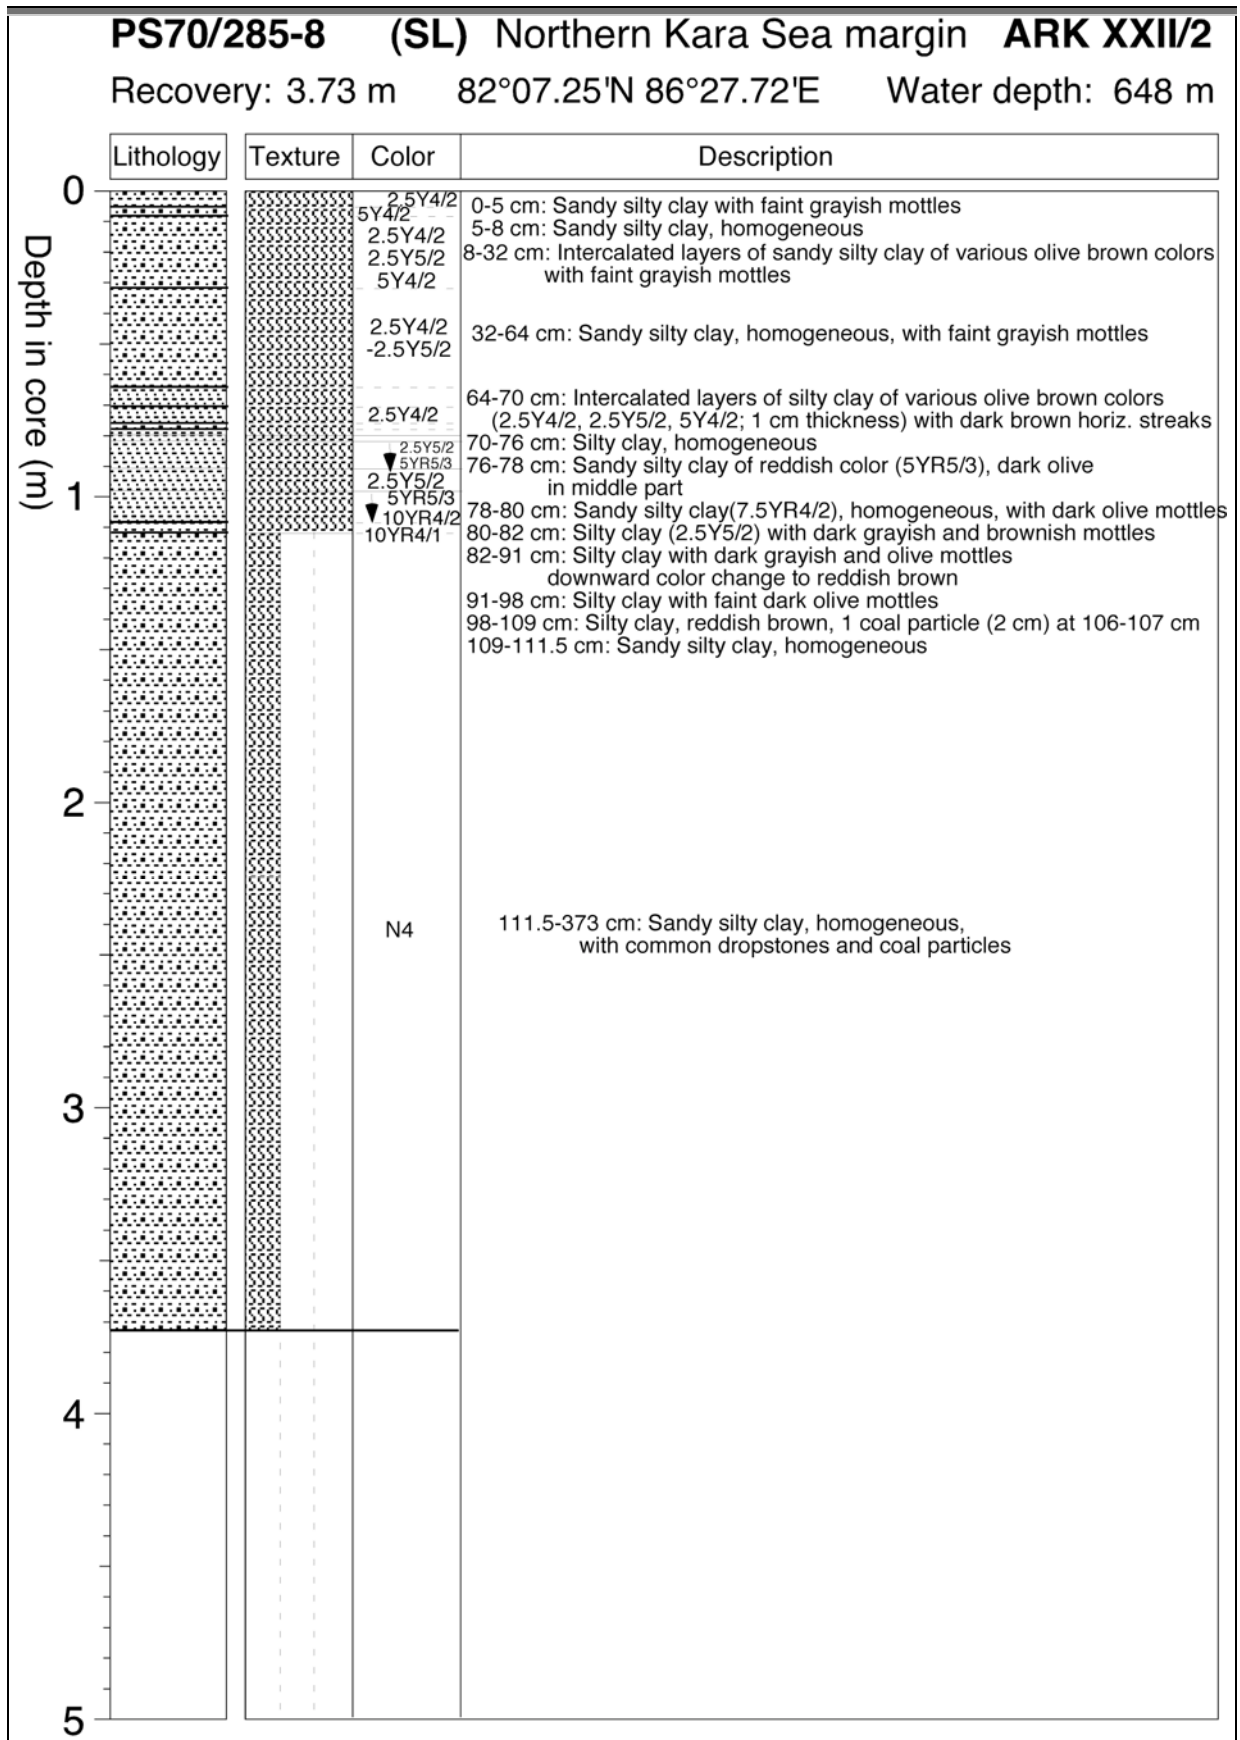 PS70/285-8 (SL) Northern Kara Sea margin ARK XXII/2
Recovery: 3.73 m 82°07.25'N 86°27.72'E Water depth: 648 m
Lithology Texture Color Description
Depth in core (m)
0
1
2
3
4
5
2.5Y4/2
5Y4/2
2.5Y4/2
2.5Y5/2
5Y4/2
2.5Y4/2
-2.5Y5/2
2.5Y4/2
2.5Y5/2
5YR5/3
2.5Y5/2
5YR5/3
10YR4/2
10YR4/1
N4
0-5 cm: Sandy silty clay with faint grayish mottles
5-8 cm: Sandy silty clay, homogeneous
8-32 cm: Intercalated layers of sandy silty clay of various olive brown colors
with faint grayish mottles
32-64 cm: Sandy silty clay, homogeneous, with faint grayish mottles
64-70 cm: Intercalated layers of silty clay of various olive brown colors
(2.5Y4/2, 2.5Y5/2, 5Y4/2; 1 cm thickness) with dark brown horiz. streaks
70-76 cm: Silty clay, homogeneous
76-78 cm: Sandy silty clay of reddish color (5YR5/3), dark olive
in middle part
78-80 cm: Sandy silty clay(7.5YR4/2), homogeneous, with dark olive mottles
80-82 cm: Silty clay (2.5Y5/2) with dark grayish and brownish mottles
82-91 cm: Silty clay with dark grayish and olive mottles
downward color change to reddish brown
91-98 cm: Silty clay with faint dark olive mottles
98-109 cm: Silty clay, reddish brown, 1 coal particle (2 cm) at 106-107 cm
109-111.5 cm: Sandy silty clay, homogeneous
111.5-373 cm: Sandy silty clay, homogeneous,
with common dropstones and coal particles